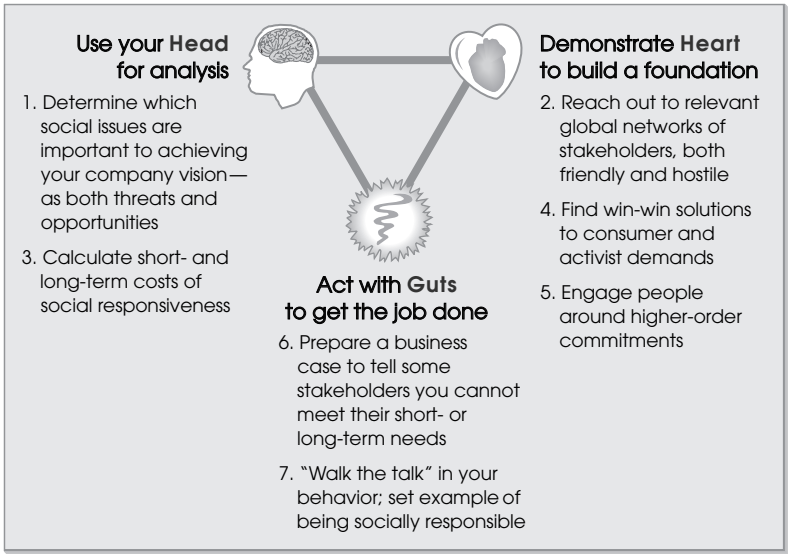 Use your Head
for analysis
1. Determine which
social issues are
important to achieving
your company vision—
as both threats and
opportunities
3. Calculate short- and
long-term costs of
social responsiveness
Demonstrate Heart
to build a foundation
2. Reach out to relevant
global networks of
stakeholders, both
friendly and hostile
4. Find win-win solutions
to consumer and
activist demands
5. Engage people
around higher-order
commitments
Act with Guts
to get the job done
6. Prepare a business
case to tell some
stakeholders you cannot
meet their short- or
long-term needs
7. “Walk the talk” in your
behavior; set example of
being socially responsible